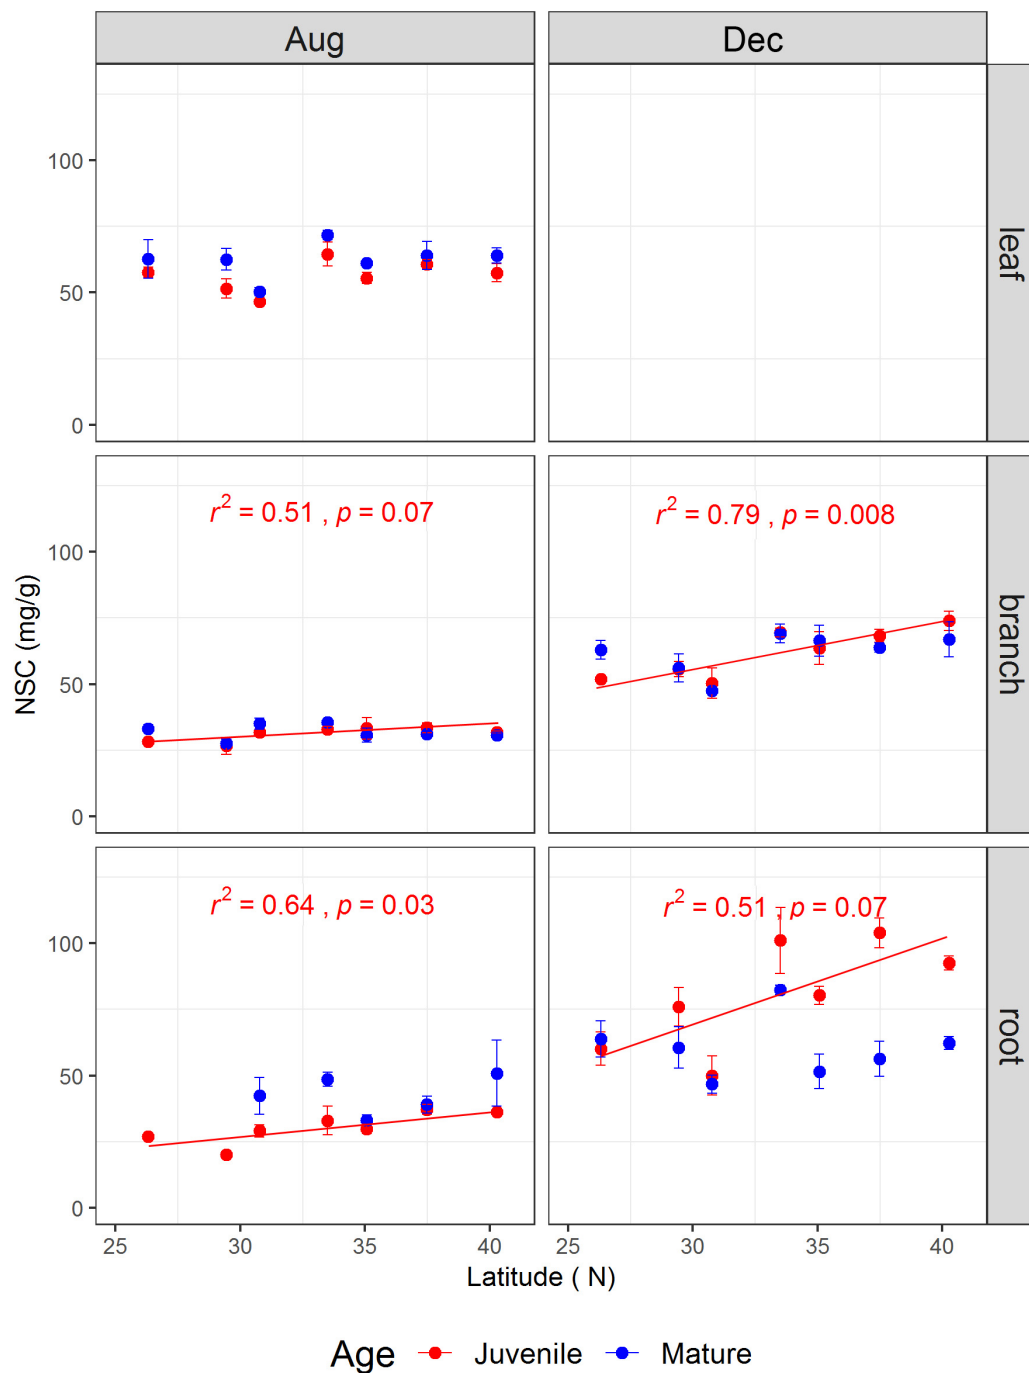 Aug
Dec
100
50
0
leaf
r² = 0.51 , p = 0.07
r² = 0.79 , p = 0.008
100
50
0
branch
NSC (mg/g)
r² = 0.64 , p = 0.03
r² = 0.51 , p = 0.07
100
50
0
root
25 30 35 40
25 30 35 40
Latitude ( N)
Age Juvenile Mature